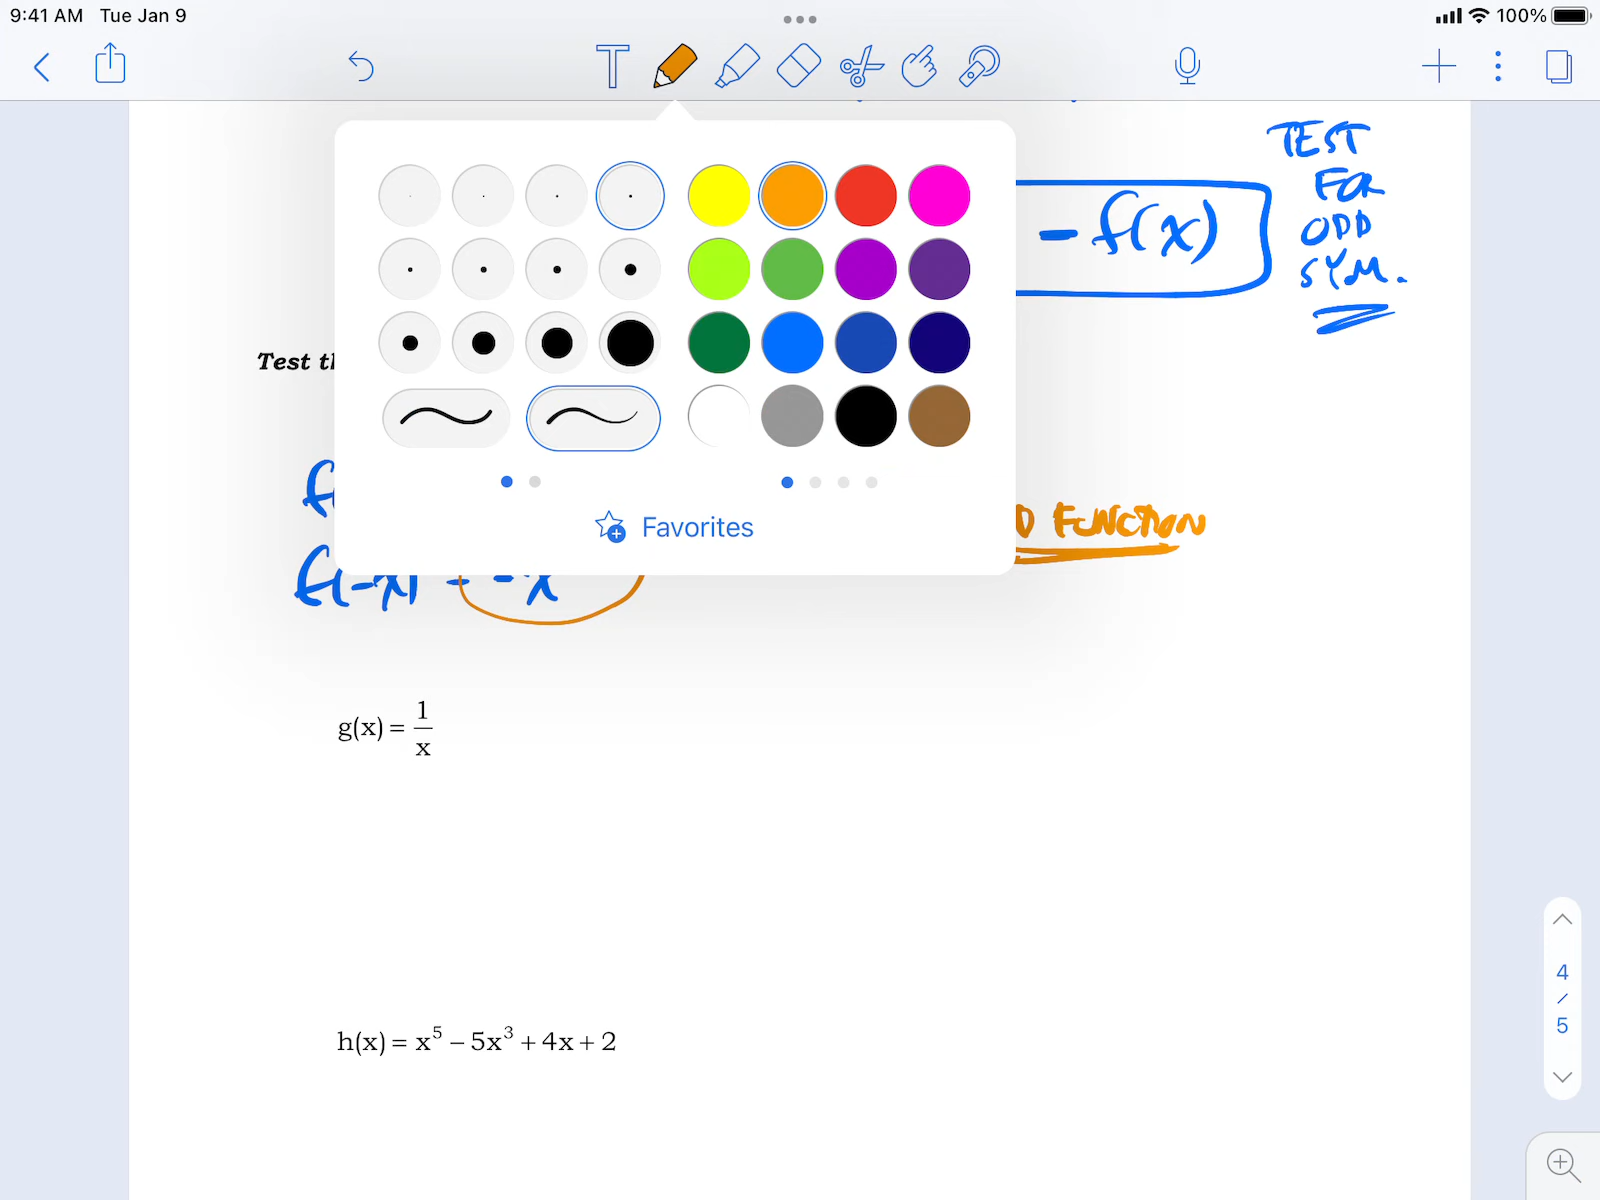 9:41 AM Tue Jan 9
100%
TEST
FOR
ODD
SYM.
- f(x)
Test
Favorites
FUNCTION
f(-x) = -x
g(x) = 1/x
h(x) = x⁵ – 5x³ + 4x + 2
4
/
5